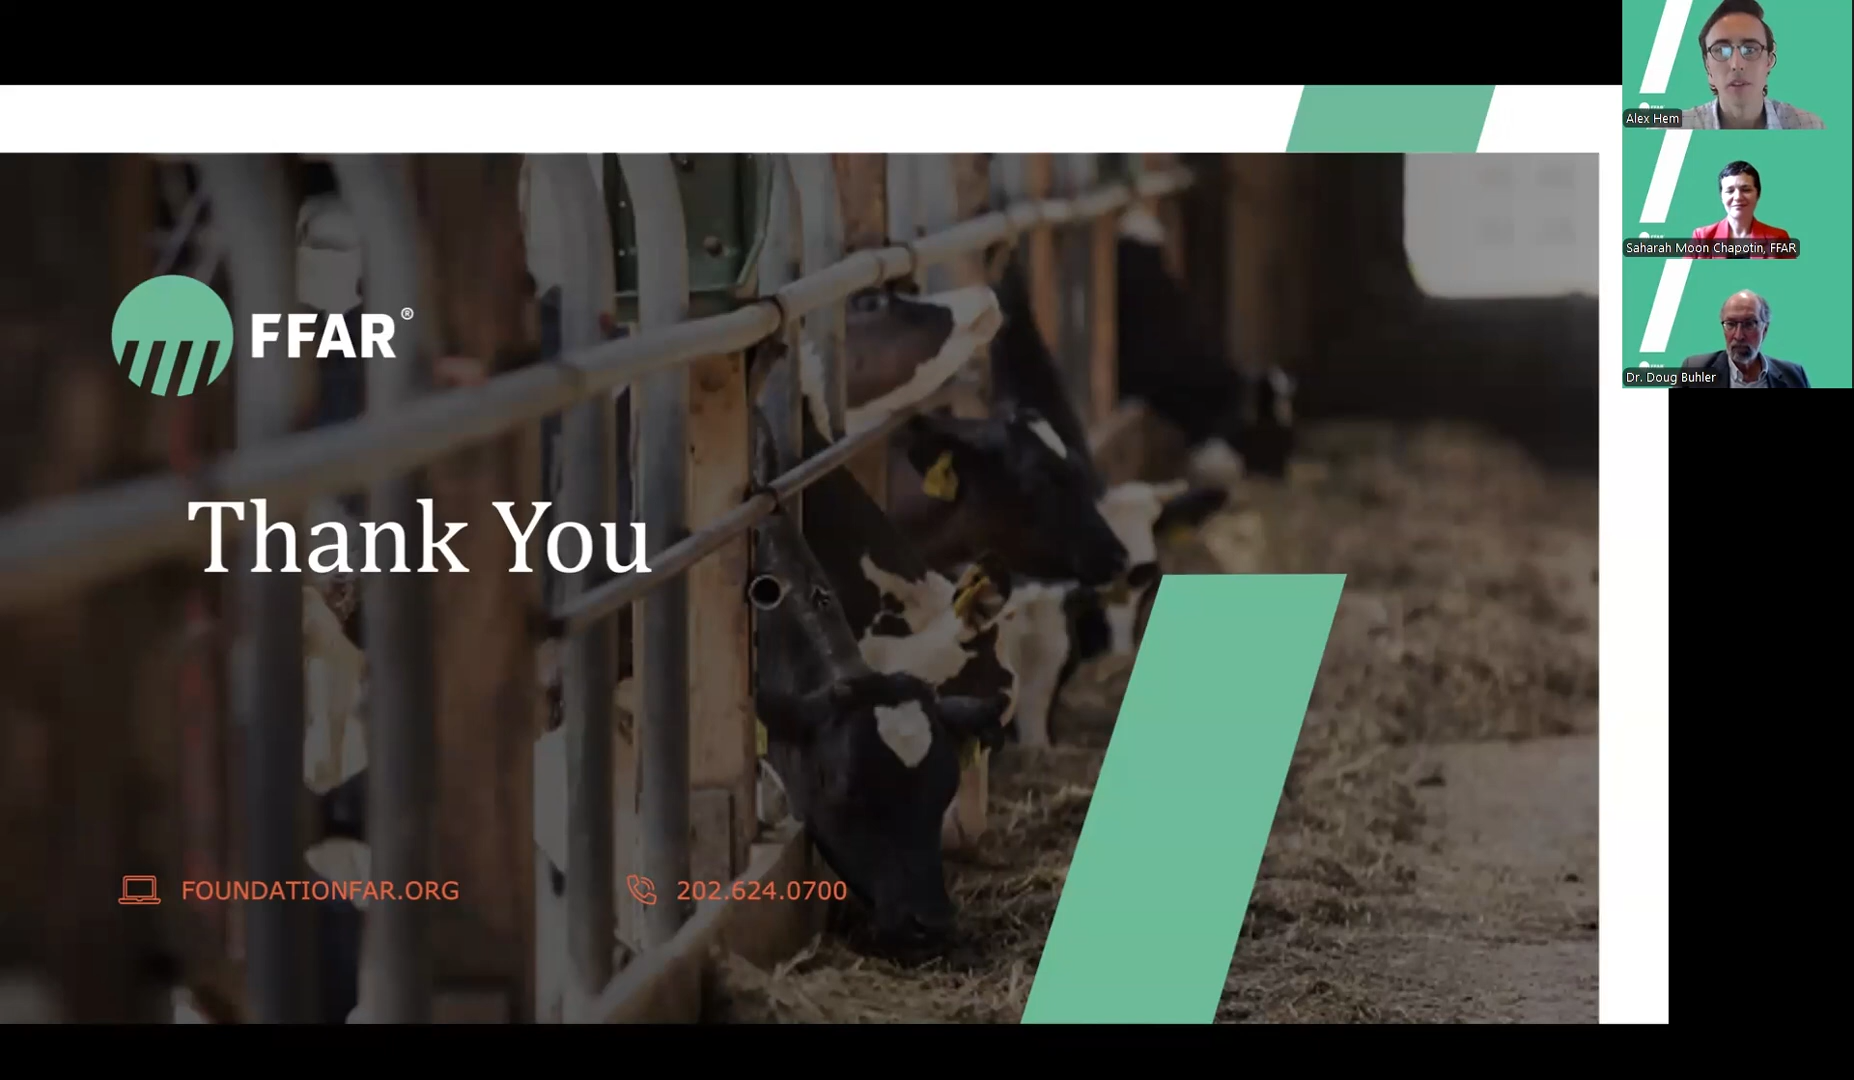 FFAR®
Thank You
FOUNDATIONFAR.ORG
202.624.0700
Alex Hem
Saharah Moon Chapotin, FFAR
Dr. Doug Buhler